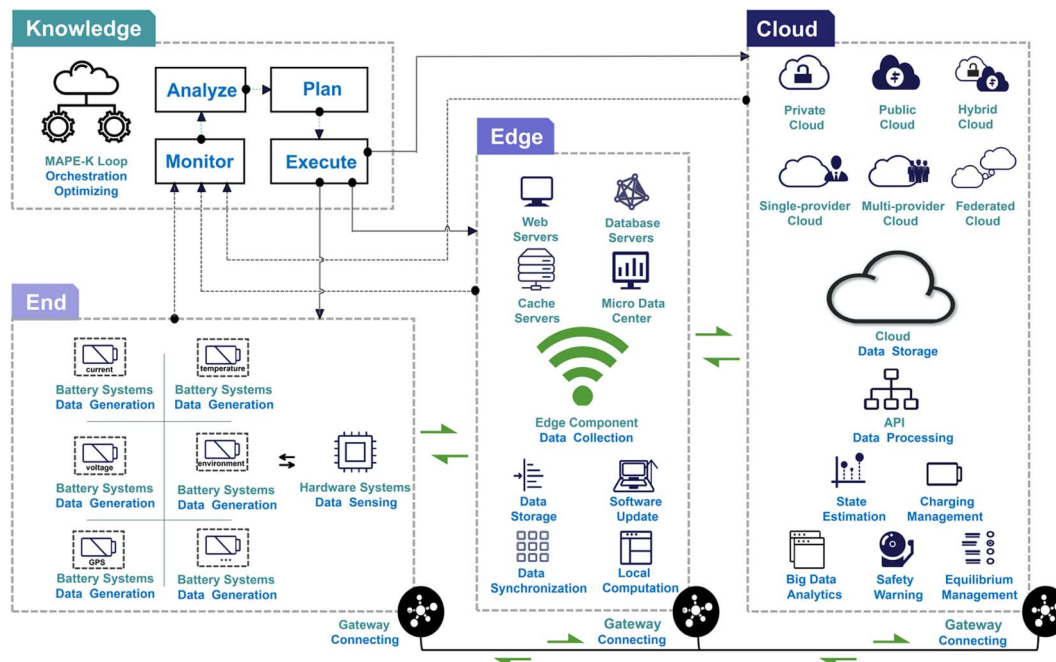 Knowledge
Analyze
Plan
Monitor
Execute
MAPE-K Loop
Orchestration
Optimizing
End
current
Battery Systems
Data Generation
temperature
Battery Systems
Data Generation
voltage
Battery Systems
Data Generation
environment
Battery Systems
Data Generation
GPS
Battery Systems
Data Generation
...
Battery Systems
Data Generation
Hardware Systems
Data Sensing
Gateway
Connecting
Edge
Web
Servers
Database
Servers
Cache
Servers
Micro Data
Center
Edge Component
Data Collection
Data
Storage
Software
Update
Data
Synchronization
Local
Computation
Gateway
Connecting
Cloud
Private
Cloud
Public
Cloud
Hybrid
Cloud
Single-provider
Cloud
Multi-provider
Cloud
Federated
Cloud
Cloud
Data Storage
API
Data Processing
State
Estimation
Charging
Management
Big Data
Analytics
Safety
Warning
Equilibrium
Management
Gateway
Connecting